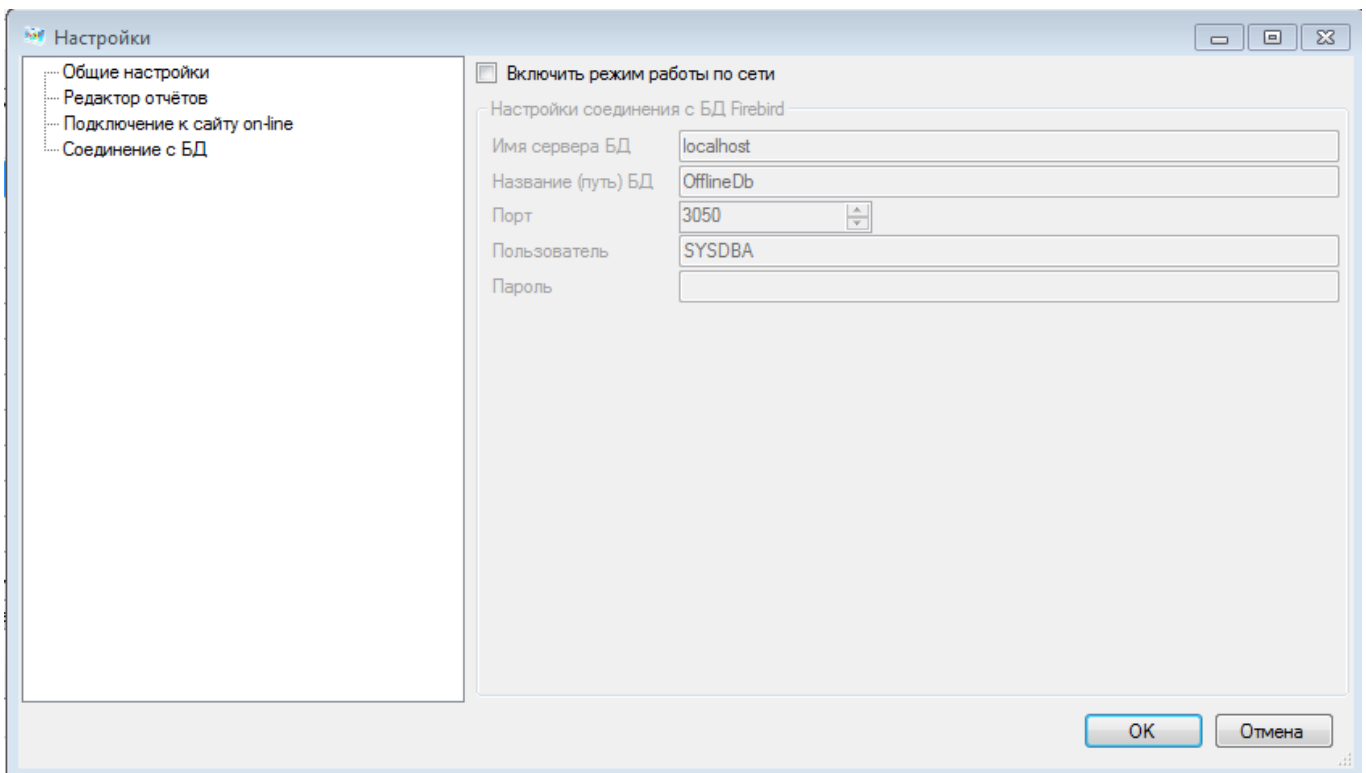 Настройки
Общие настройки
Редактор отчётов
Подключение к сайту on-line
Соединение с БД
Включить режим работы по сети
Настройки соединения с БД Firebird
Имя сервера БД localhost
Название (путь) БД OfflineDb
Порт 3050
Пользователь SYSDBA
Пароль
OK Отмена